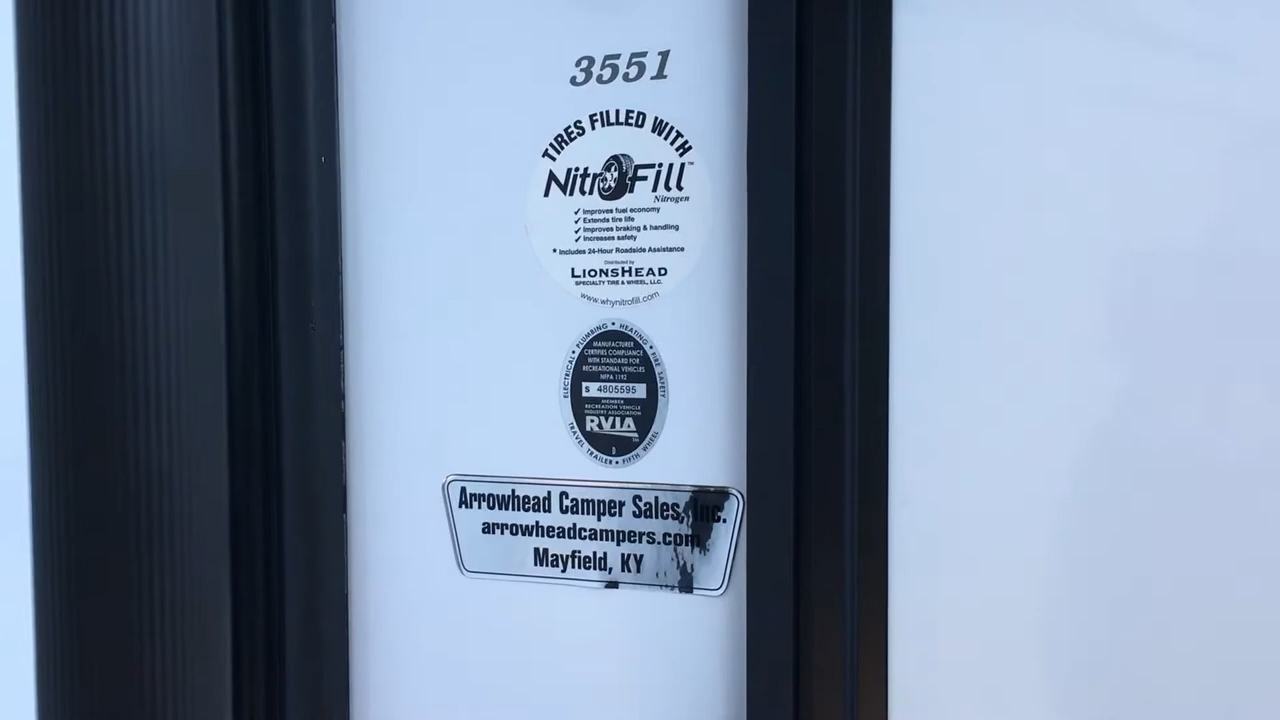 3551
TIRES FILLED WITH
NitroFill™
Nitrogen
✓ Improves fuel economy
✓ Extends tire life
✓ Improves braking & handling
✓ Increases safety
* Includes 24-Hour Roadside Assistance
Distributed by
LIONSHEAD
SPECIALTY TIRE & WHEEL, LLC.
www.whynitrofill.com
ELECTRICAL • PLUMBING • HEATING • FIRE SAFETY
MANUFACTURER
CERTIFIES COMPLIANCE
WITH STANDARD FOR
RECREATIONAL VEHICLES
NFPA 1192
S 4805595
MEMBER
RECREATION VEHICLE
INDUSTRY ASSOCIATION
RVIA
D
TRAVEL TRAILER • FIFTH WHEEL
Arrowhead Camper Sales, Inc.
arrowheadcampers.com
Mayfield, KY